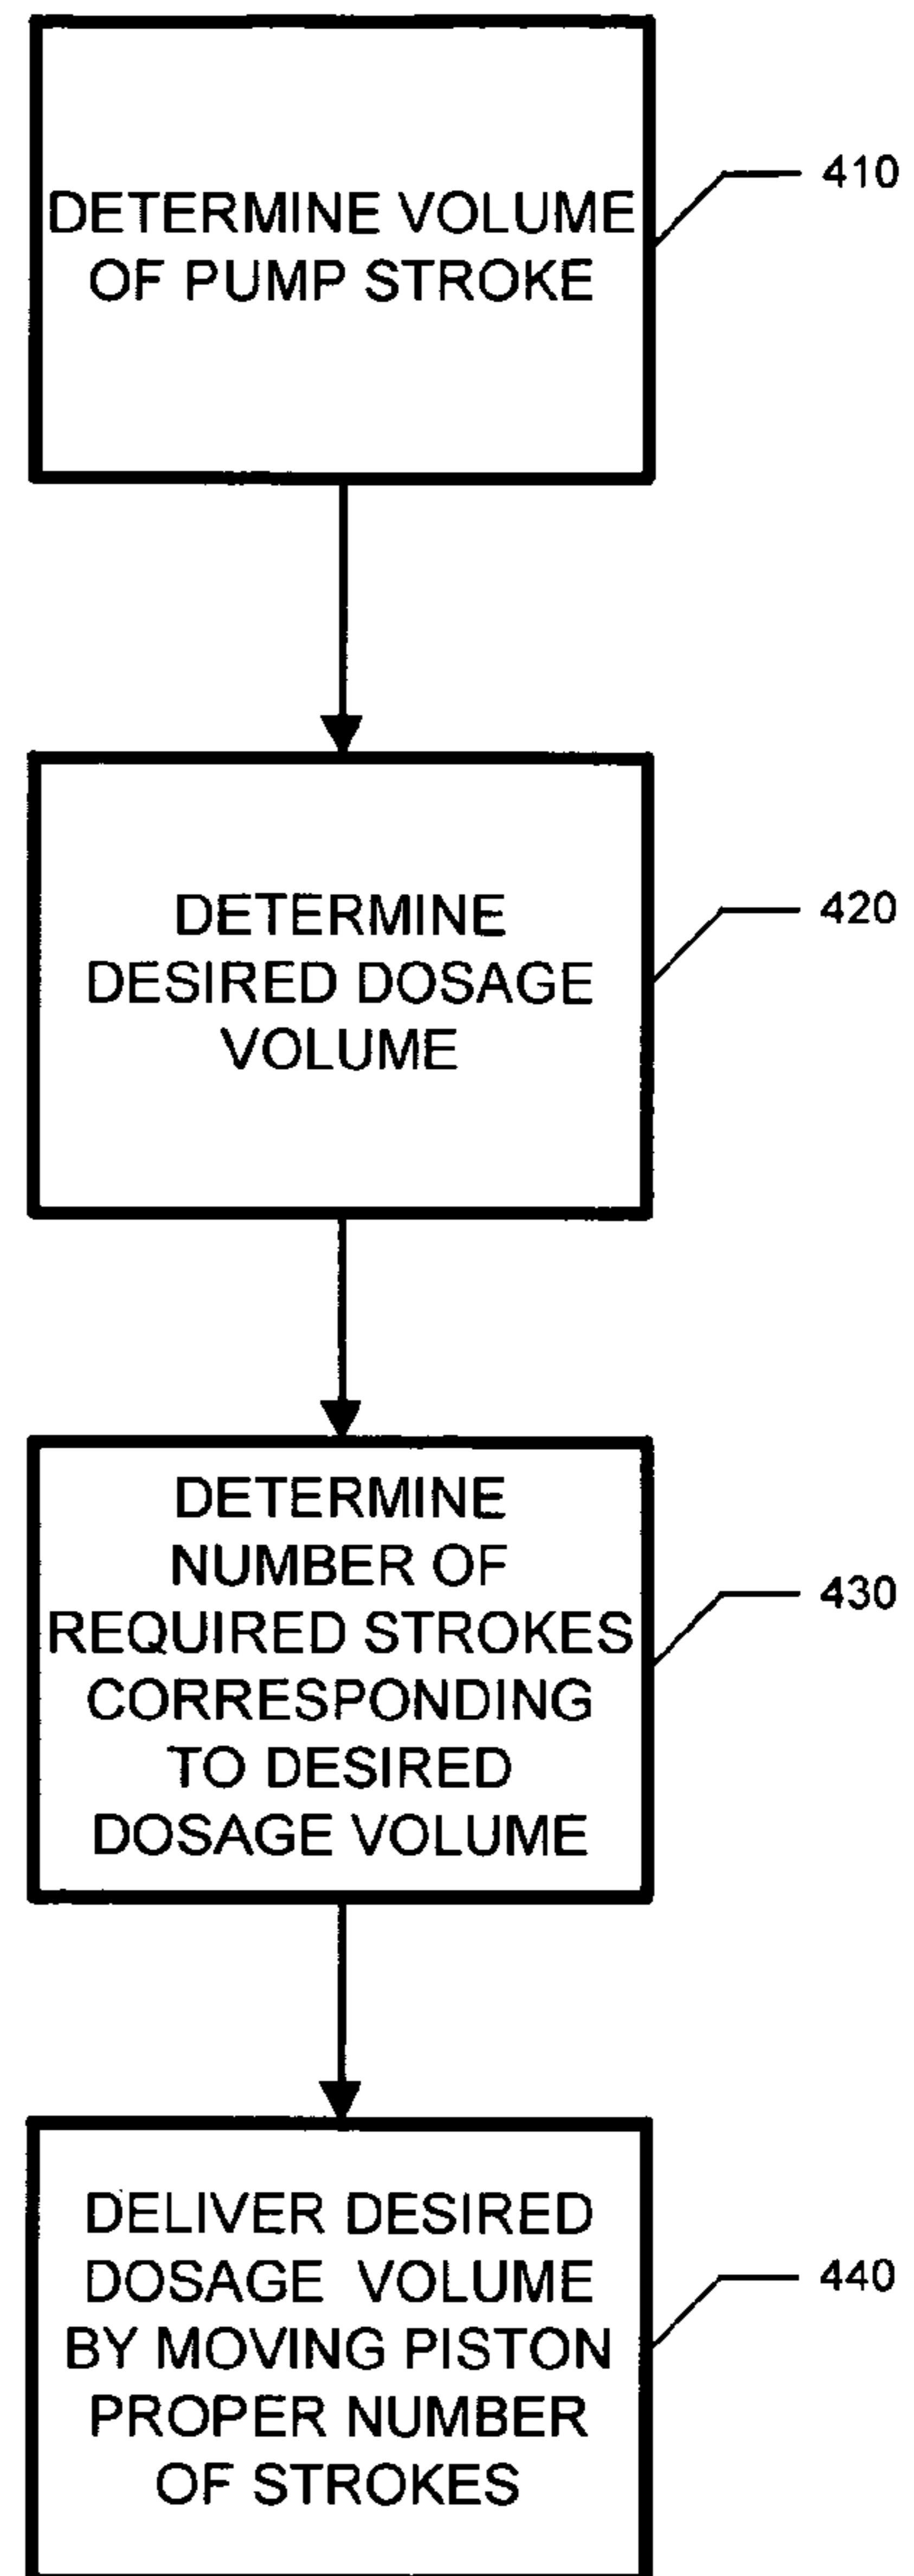 DETERMINE VOLUME
OF PUMP STROKE
410
DETERMINE
DESIRED DOSAGE
VOLUME
420
DETERMINE
NUMBER OF
REQUIRED STROKES
CORRESPONDING
TO DESIRED
DOSAGE VOLUME
430
DELIVER DESIRED
DOSAGE VOLUME
BY MOVING PISTON
PROPER NUMBER
OF STROKES
440